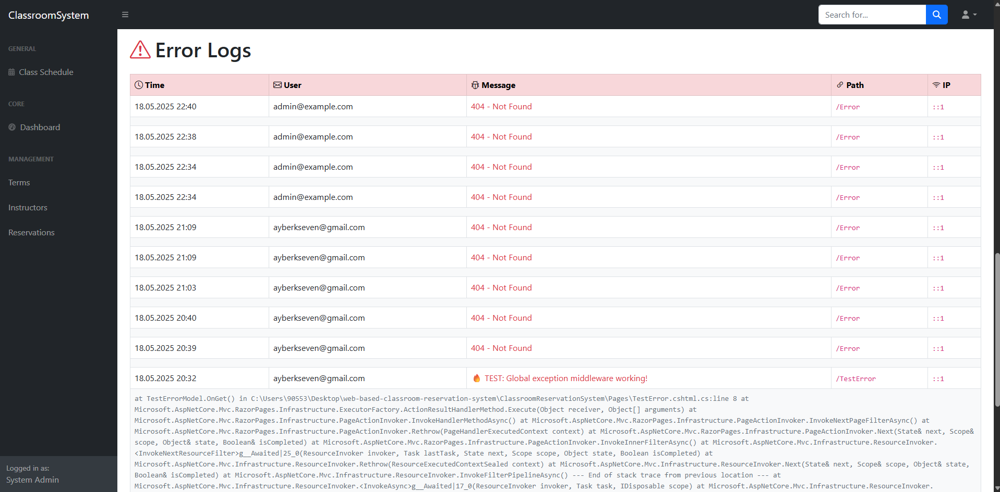 ClassroomSystem
Search for...
GENERAL
Class Schedule
CORE
Dashboard
MANAGEMENT
Terms
Instructors
Reservations
Logged in as:
System Admin
Error Logs
Time User Message Path IP
18.05.2025 22:40 admin@example.com 404 - Not Found /Error ::1
18.05.2025 22:38 admin@example.com 404 - Not Found /Error ::1
18.05.2025 22:34 admin@example.com 404 - Not Found /Error ::1
18.05.2025 22:34 admin@example.com 404 - Not Found /Error ::1
18.05.2025 21:09 ayberkseven@gmail.com 404 - Not Found /Error ::1
18.05.2025 21:09 ayberkseven@gmail.com 404 - Not Found /Error ::1
18.05.2025 21:03 ayberkseven@gmail.com 404 - Not Found /Error ::1
18.05.2025 20:40 ayberkseven@gmail.com 404 - Not Found /Error ::1
18.05.2025 20:39 ayberkseven@gmail.com 404 - Not Found /Error ::1
18.05.2025 20:32 ayberkseven@gmail.com 🔥 TEST: Global exception middleware working! /TestError ::1
at TestErrorModel.OnGet() in C:\Users\90553\Desktop\web-based-classroom-reservation-system\ClassroomReservationSystem\Pages\TestError.cshtml.cs:line 8 at
Microsoft.AspNetCore.Mvc.RazorPages.Infrastructure.ExecutorFactory.ActionResultHandlerMethod.Execute(Object receiver, Object[] arguments) at
Microsoft.AspNetCore.Mvc.RazorPages.Infrastructure.PageActionInvoker.InvokeHandlerMethodAsync() at Microsoft.AspNetCore.Mvc.RazorPages.Infrastructure.PageActionInvoker.InvokeNextPageFilterAsync() at
Microsoft.AspNetCore.Mvc.RazorPages.Infrastructure.PageActionInvoker.Rethrow(PageHandlerExecutedContext context) at Microsoft.AspNetCore.Mvc.RazorPages.Infrastructure.PageActionInvoker.Next(State& next, Scope&
scope, Object& state, Boolean& isCompleted) at Microsoft.AspNetCore.Mvc.RazorPages.Infrastructure.PageActionInvoker.InvokeInnerFilterAsync() at Microsoft.AspNetCore.Mvc.Infrastructure.ResourceInvoker.
<InvokeNextResourceFilter>g__Awaited|25_0(ResourceInvoker invoker, Task lastTask, State next, Scope scope, Object state, Boolean isCompleted) at
Microsoft.AspNetCore.Mvc.Infrastructure.ResourceInvoker.Rethrow(ResourceExecutedContextSealed context) at Microsoft.AspNetCore.Mvc.Infrastructure.ResourceInvoker.Next(State& next, Scope& scope, Object& state,
Boolean& isCompleted) at Microsoft.AspNetCore.Mvc.Infrastructure.ResourceInvoker.InvokeFilterPipelineAsync() --- End of stack trace from previous location --- at
Microsoft.AspNetCore.Mvc.Infrastructure.ResourceInvoker.<InvokeAsync>g__Awaited|17_0(ResourceInvoker invoker, Task task, IDisposable scope) at Microsoft.AspNetCore.Mvc.Infrastructure.ResourceInvoker.